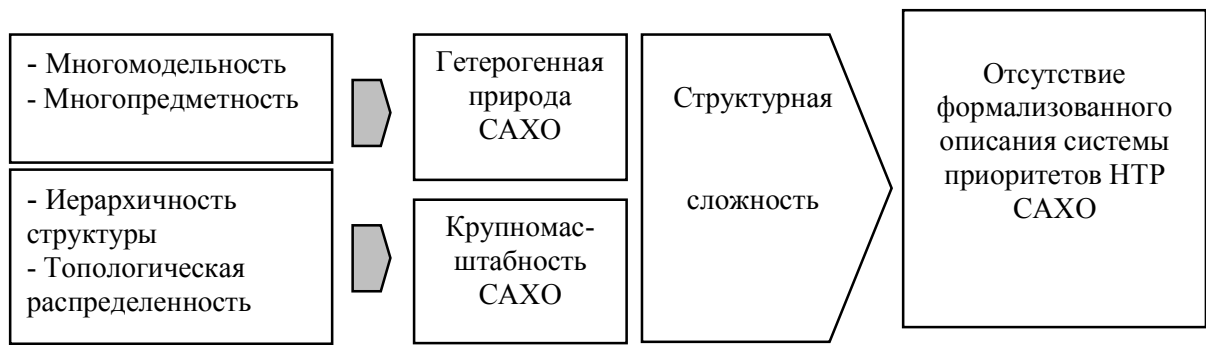 - Многомодельность
- Многопредметность
- Иерархичность
структуры
- Топологическая
распределенность
Гетерогенная
природа
САХО
Крупномас-
штабность
САХО
Структурная
сложность
Отсутствие
формализованного
описания системы
приоритетов НТР
САХО